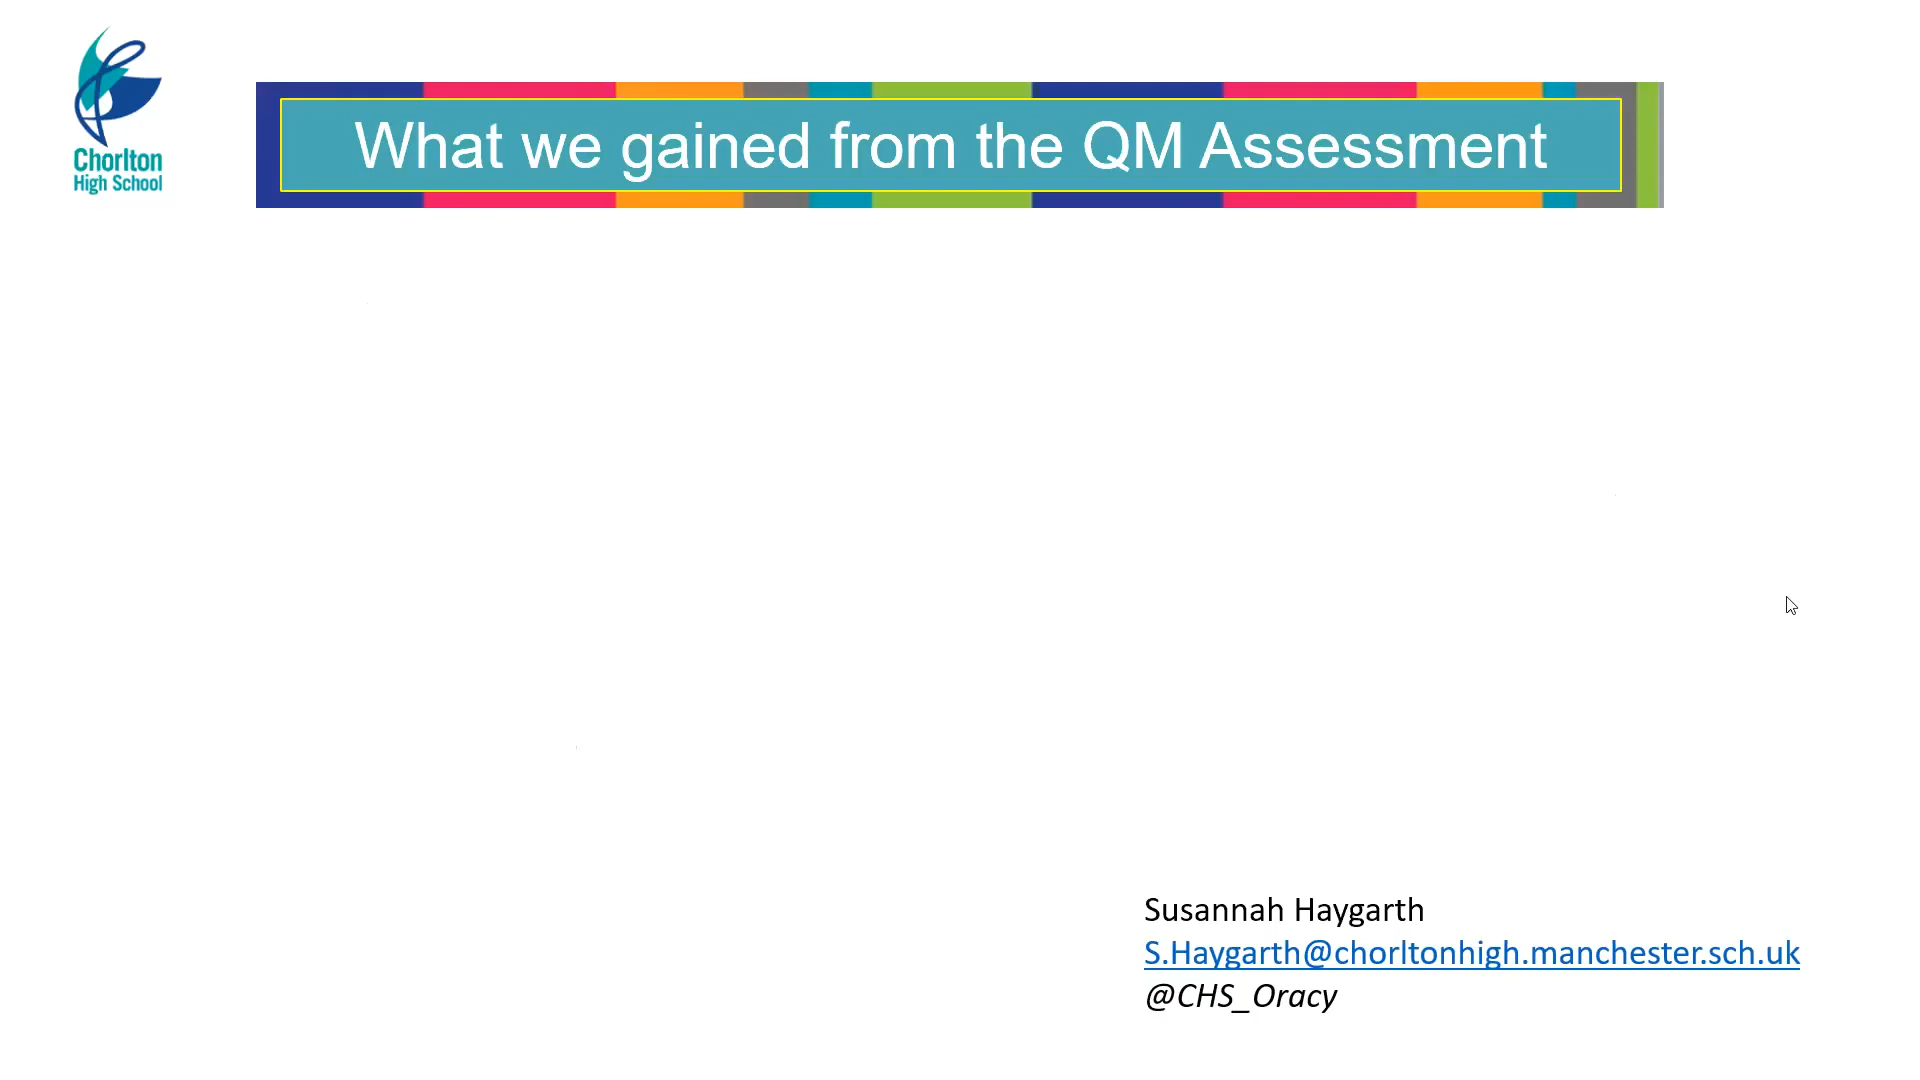 Chorlton
High School
What we gained from the QM Assessment
Susannah Haygarth
S.Haygarth@chorltonhigh.manchester.sch.uk
@CHS_Oracy